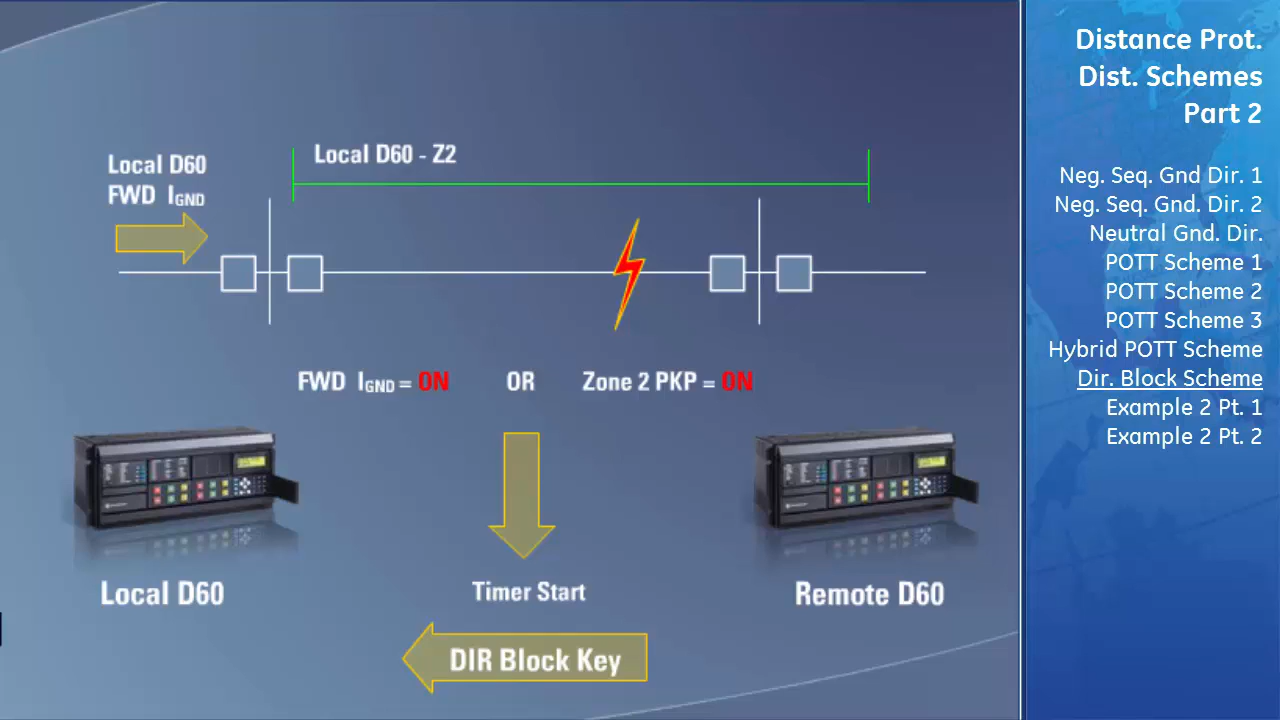 Local D60
FWD IGND
Local D60 - Z2
FWD IGND = ON OR Zone 2 PKP = ON
Local D60
Timer Start
Remote D60
DIR Block Key
Distance Prot.
Dist. Schemes
Part 2
Neg. Seq. Gnd Dir. 1
Neg. Seq. Gnd. Dir. 2
Neutral Gnd. Dir.
POTT Scheme 1
POTT Scheme 2
POTT Scheme 3
Hybrid POTT Scheme
Dir. Block Scheme
Example 2 Pt. 1
Example 2 Pt. 2